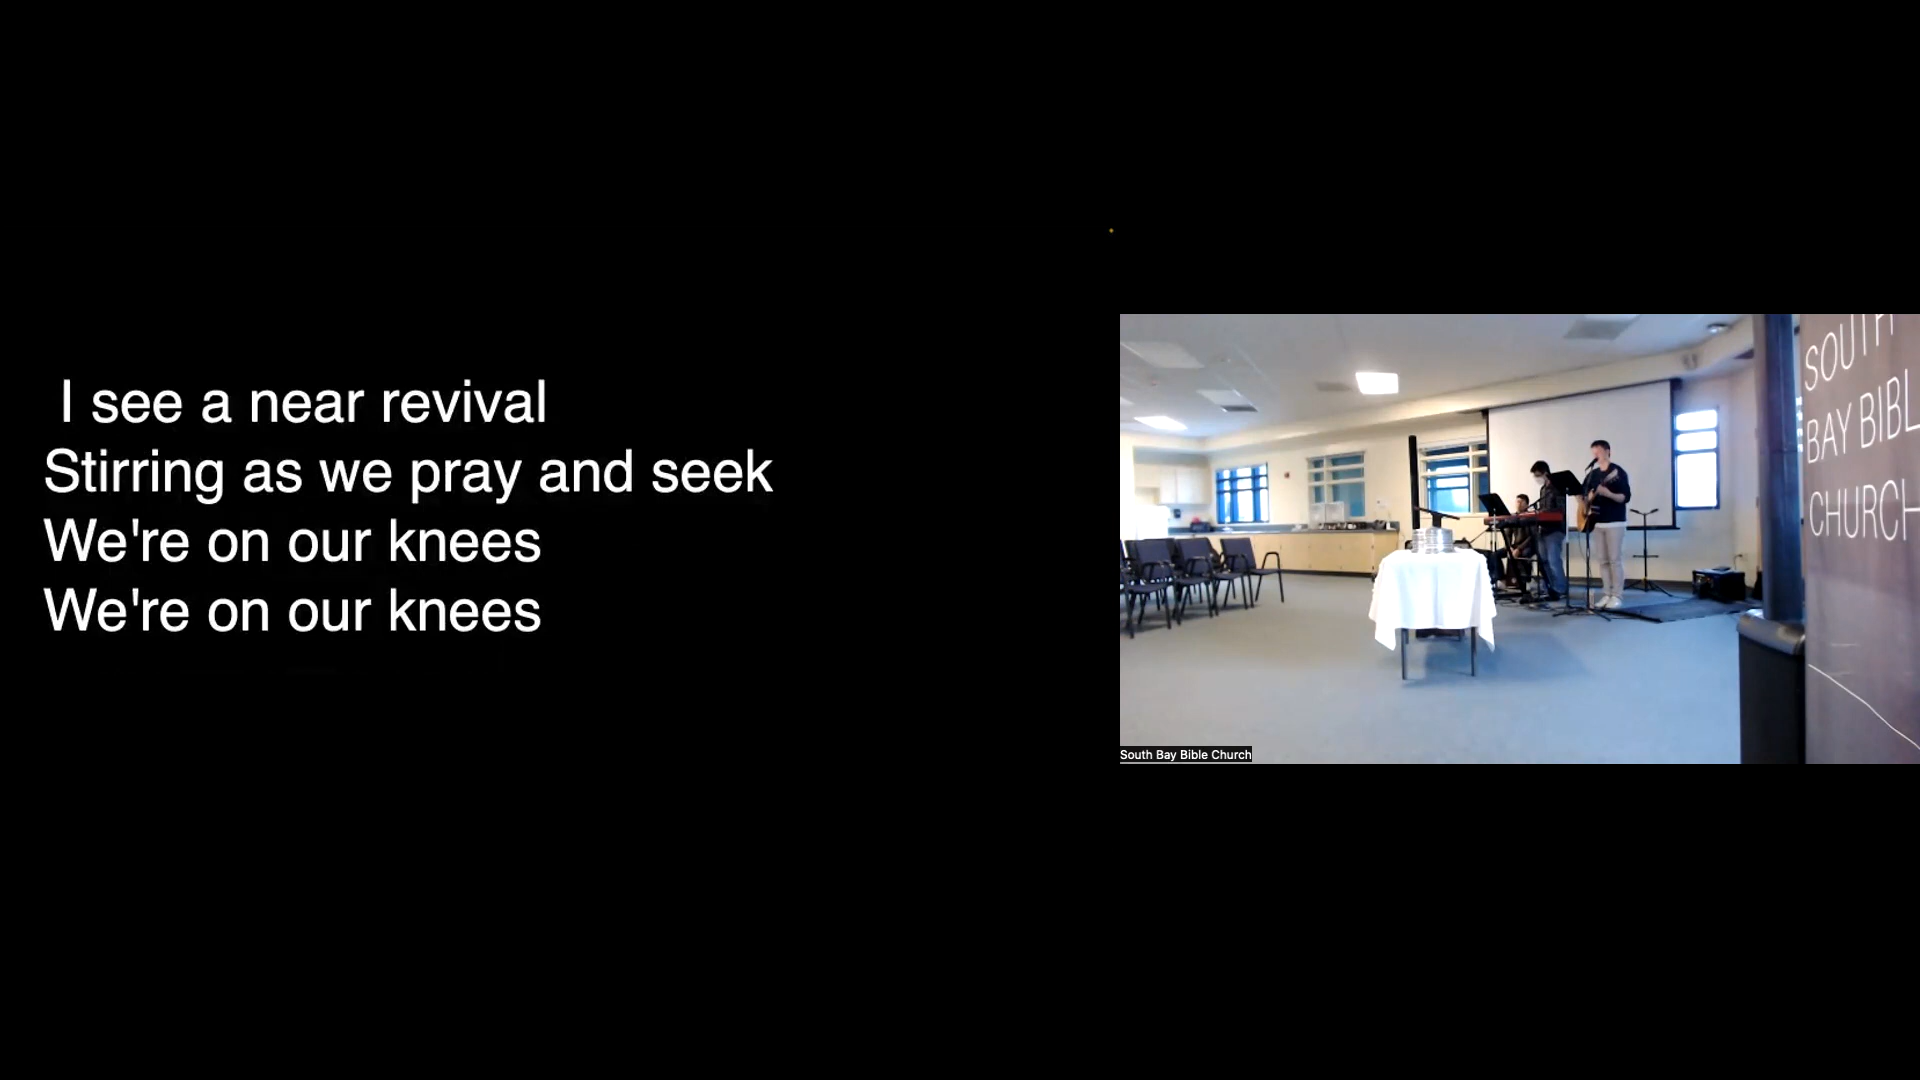 I see a near revival
Stirring as we pray and seek
We're on our knees
We're on our knees
SOUTH
BAY BIBL
CHURCH
South Bay Bible Church